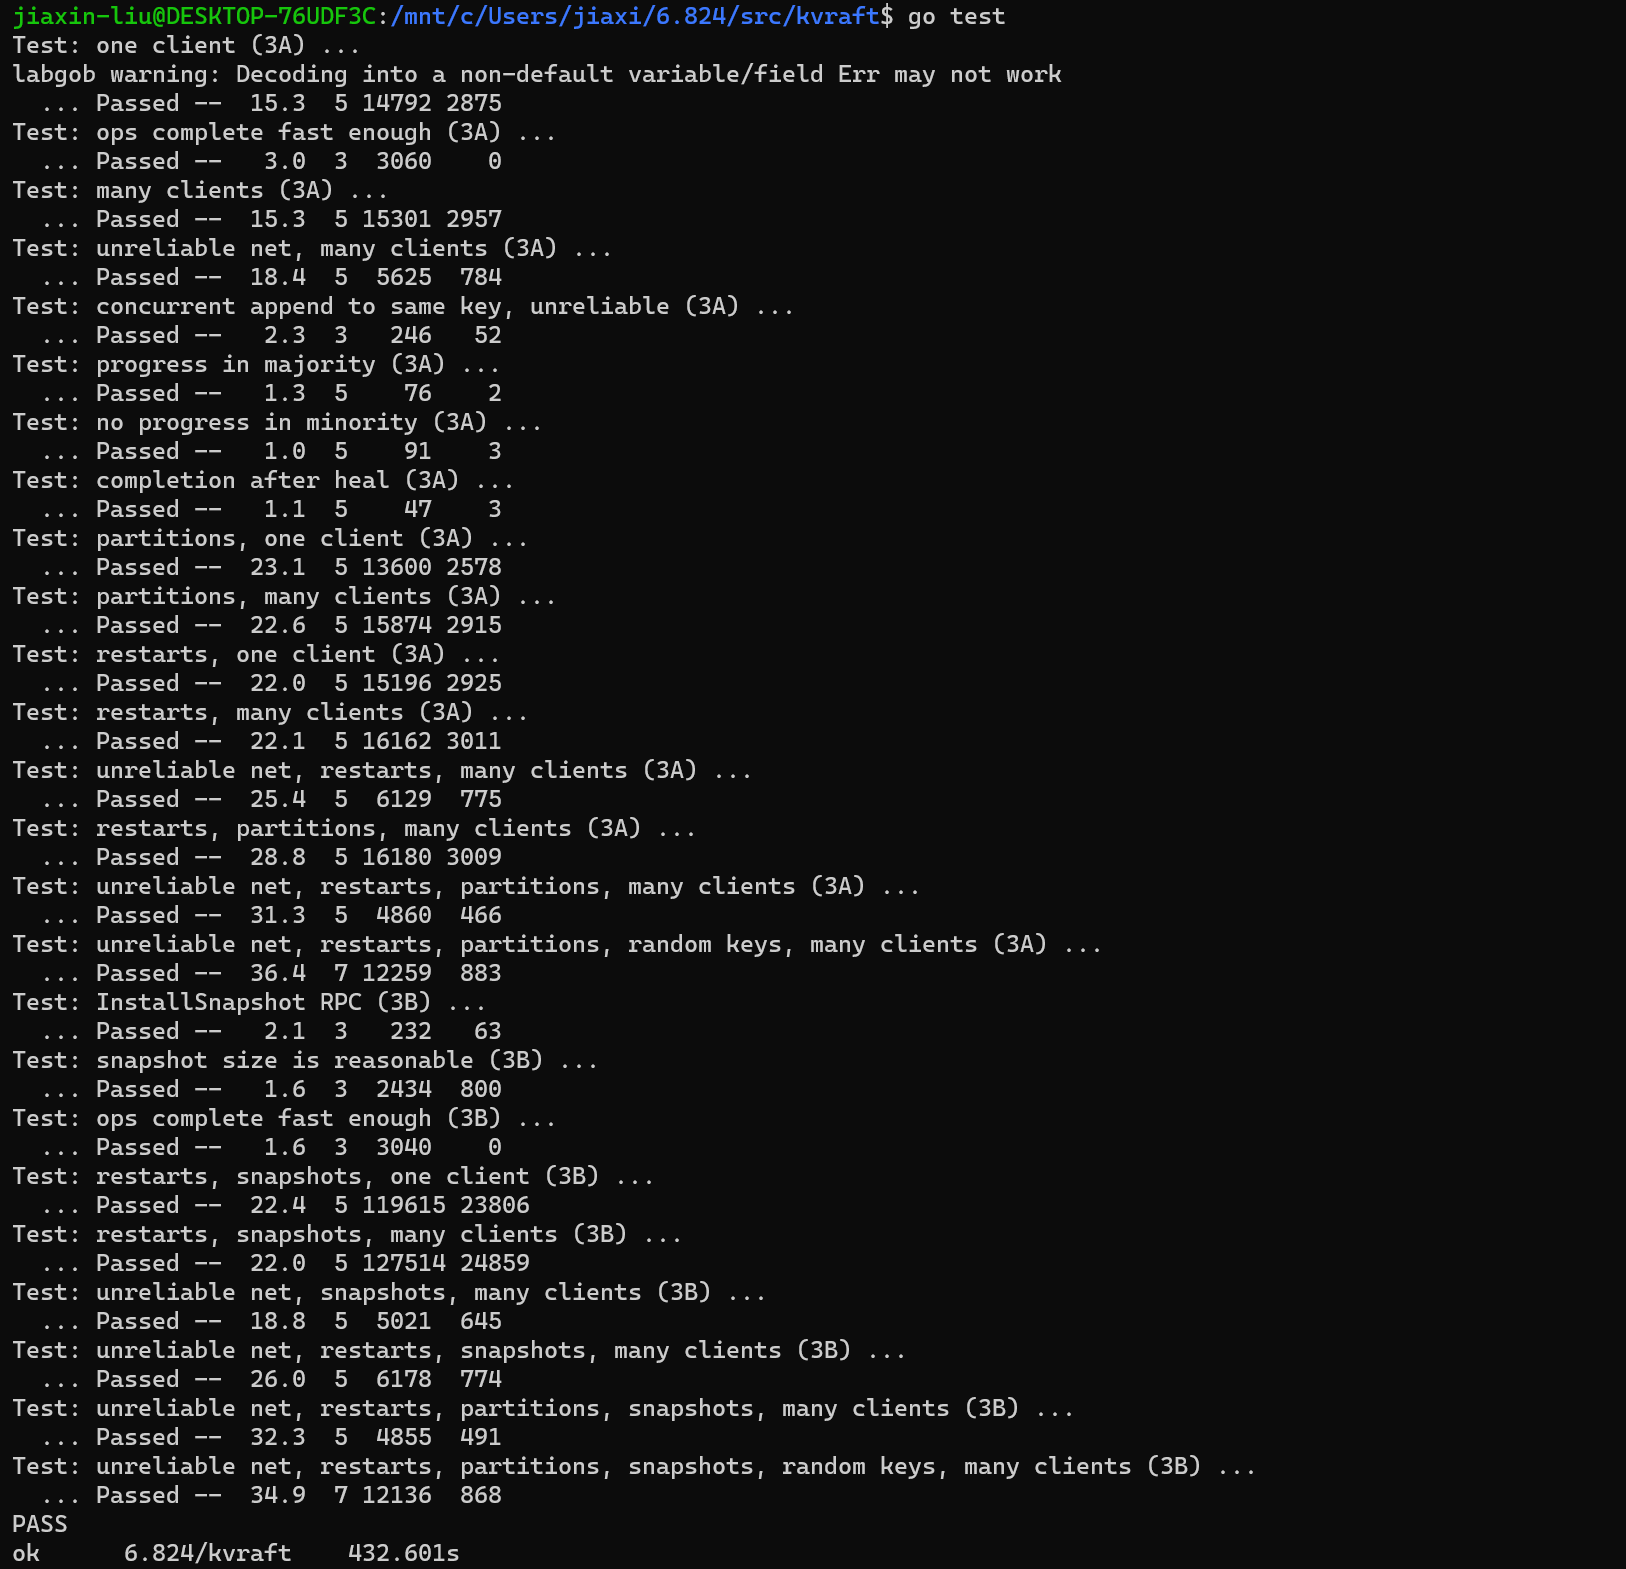 jiaxin-liu@DESKTOP-76UDF3C:/mnt/c/Users/jiaxi/6.824/src/kvraft$ go test
Test: one client (3A) ...
labgob warning: Decoding into a non-default variable/field Err may not work
  ... Passed --  15.3  5 14792 2875
Test: ops complete fast enough (3A) ...
  ... Passed --   3.0  3  3060    0
Test: many clients (3A) ...
  ... Passed --  15.3  5 15301 2957
Test: unreliable net, many clients (3A) ...
  ... Passed --  18.4  5  5625  784
Test: concurrent append to same key, unreliable (3A) ...
  ... Passed --   2.3  3   246   52
Test: progress in majority (3A) ...
  ... Passed --   1.3  5    76    2
Test: no progress in minority (3A) ...
  ... Passed --   1.0  5    91    3
Test: completion after heal (3A) ...
  ... Passed --   1.1  5    47    3
Test: partitions, one client (3A) ...
  ... Passed --  23.1  5 13600 2578
Test: partitions, many clients (3A) ...
  ... Passed --  22.6  5 15874 2915
Test: restarts, one client (3A) ...
  ... Passed --  22.0  5 15196 2925
Test: restarts, many clients (3A) ...
  ... Passed --  22.1  5 16162 3011
Test: unreliable net, restarts, many clients (3A) ...
  ... Passed --  25.4  5  6129  775
Test: restarts, partitions, many clients (3A) ...
  ... Passed --  28.8  5 16180 3009
Test: unreliable net, restarts, partitions, many clients (3A) ...
  ... Passed --  31.3  5  4860  466
Test: unreliable net, restarts, partitions, random keys, many clients (3A) ...
  ... Passed --  36.4  7 12259  883
Test: InstallSnapshot RPC (3B) ...
  ... Passed --   2.1  3   232   63
Test: snapshot size is reasonable (3B) ...
  ... Passed --   1.6  3  2434  800
Test: ops complete fast enough (3B) ...
  ... Passed --   1.6  3  3040    0
Test: restarts, snapshots, one client (3B) ...
  ... Passed --  22.4  5 119615 23806
Test: restarts, snapshots, many clients (3B) ...
  ... Passed --  22.0  5 127514 24859
Test: unreliable net, snapshots, many clients (3B) ...
  ... Passed --  18.8  5  5021  645
Test: unreliable net, restarts, snapshots, many clients (3B) ...
  ... Passed --  26.0  5  6178  774
Test: unreliable net, restarts, partitions, snapshots, many clients (3B) ...
  ... Passed --  32.3  5  4855  491
Test: unreliable net, restarts, partitions, snapshots, random keys, many clients (3B) ...
  ... Passed --  34.9  7 12136  868
PASS
ok      6.824/kvraft    432.601s